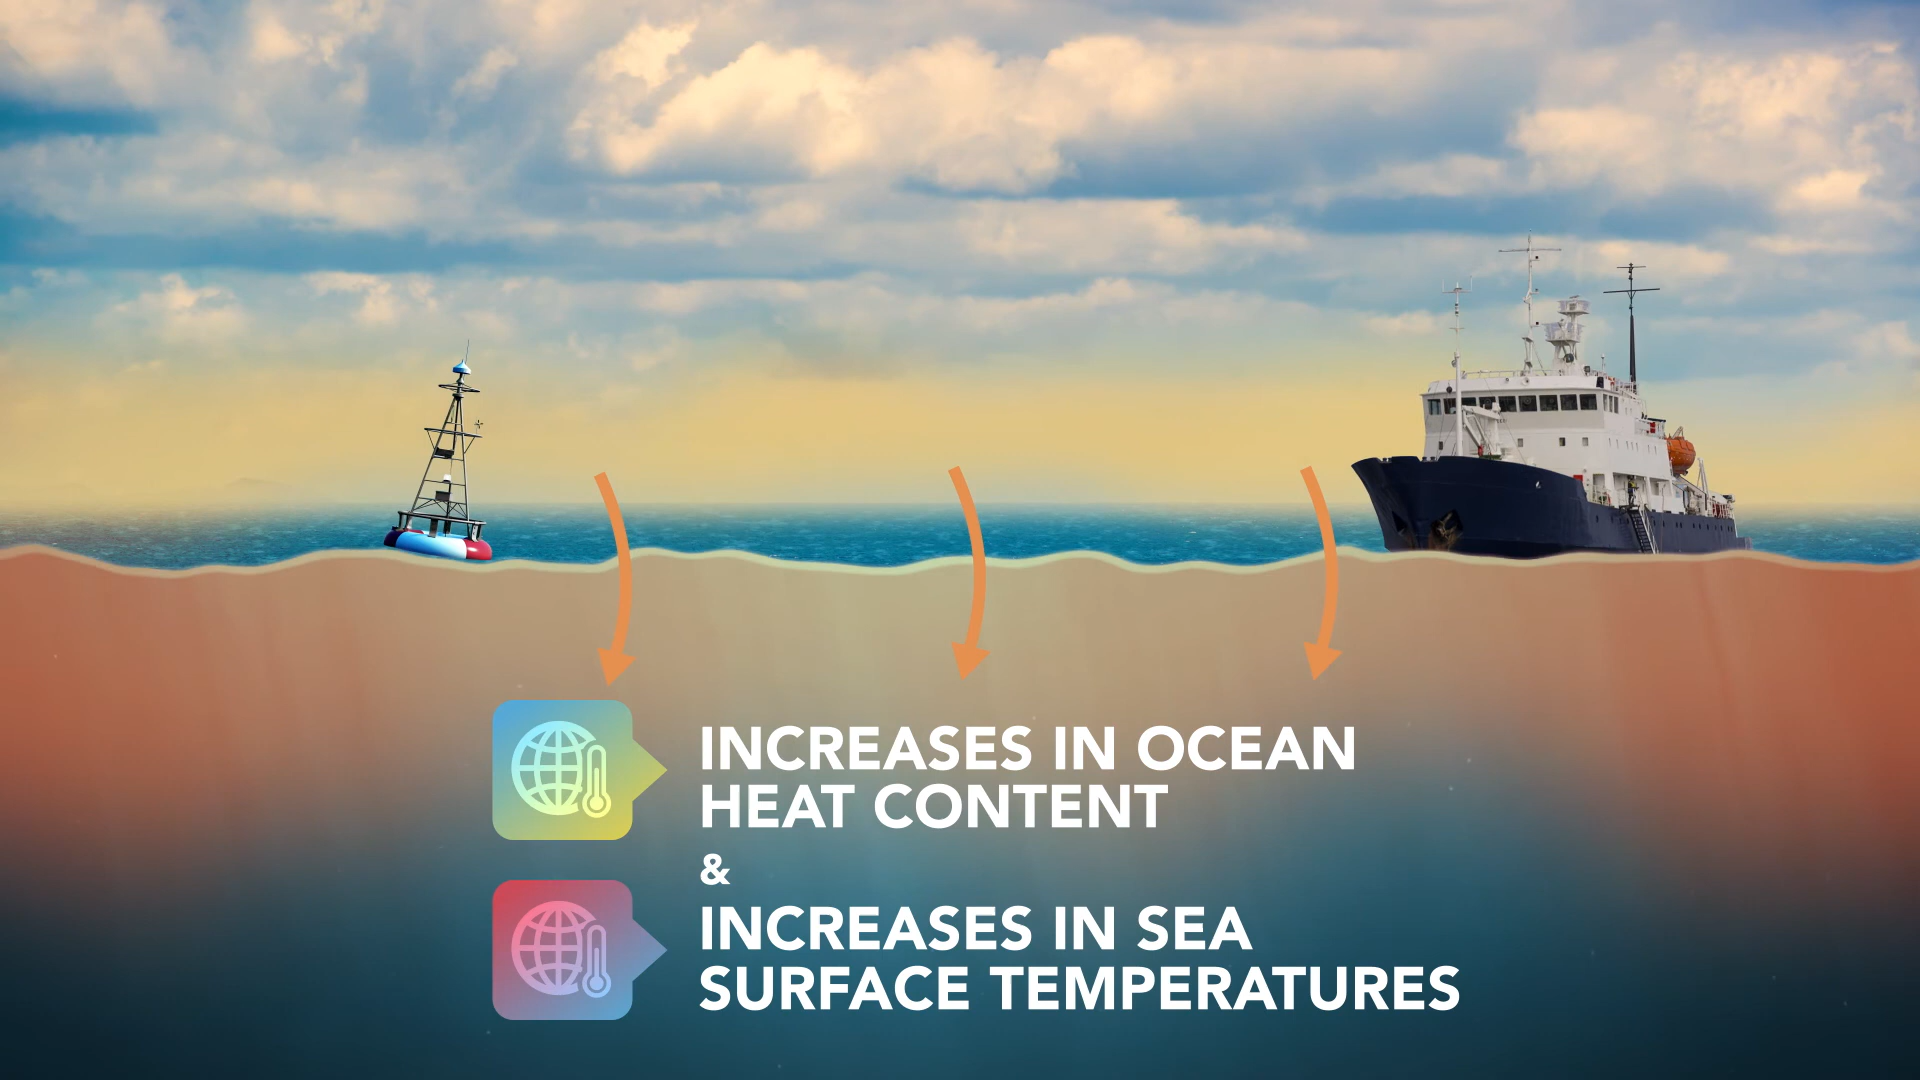 INCREASES IN OCEAN
HEAT CONTENT
&
INCREASES IN SEA
SURFACE TEMPERATURES